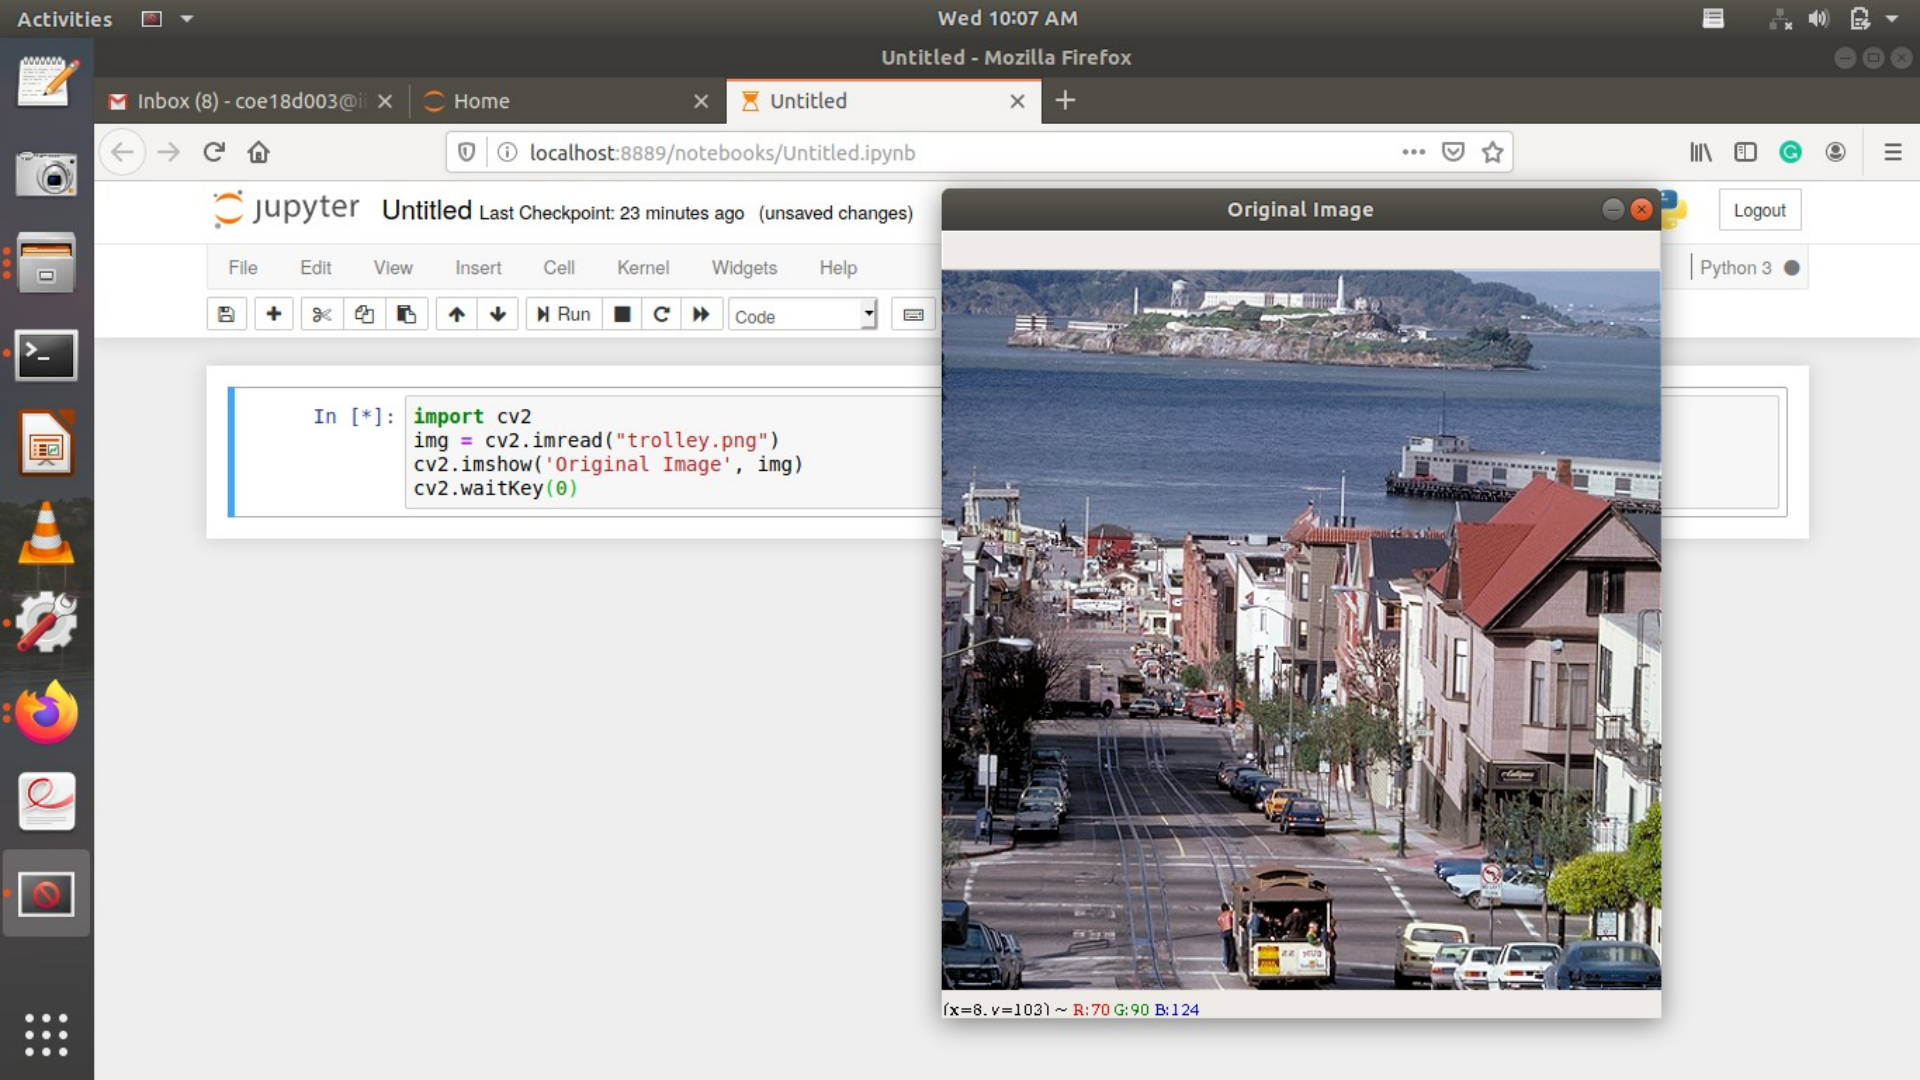 Activities
Wed 10:07 AM
Untitled - Mozilla Firefox
Inbox (8) - coe18d003@ii
Home
Untitled
localhost:8889/notebooks/Untitled.ipynb
jupyter Untitled Last Checkpoint: 23 minutes ago (unsaved changes)
Logout
File Edit View Insert Cell Kernel Widgets Help
Python 3
Run
Code
In [*]:
import cv2
img = cv2.imread("trolley.png")
cv2.imshow('Original Image', img)
cv2.waitKey(0)
Original Image
(x=8, y=103) ~ R:70 G:90 B:124